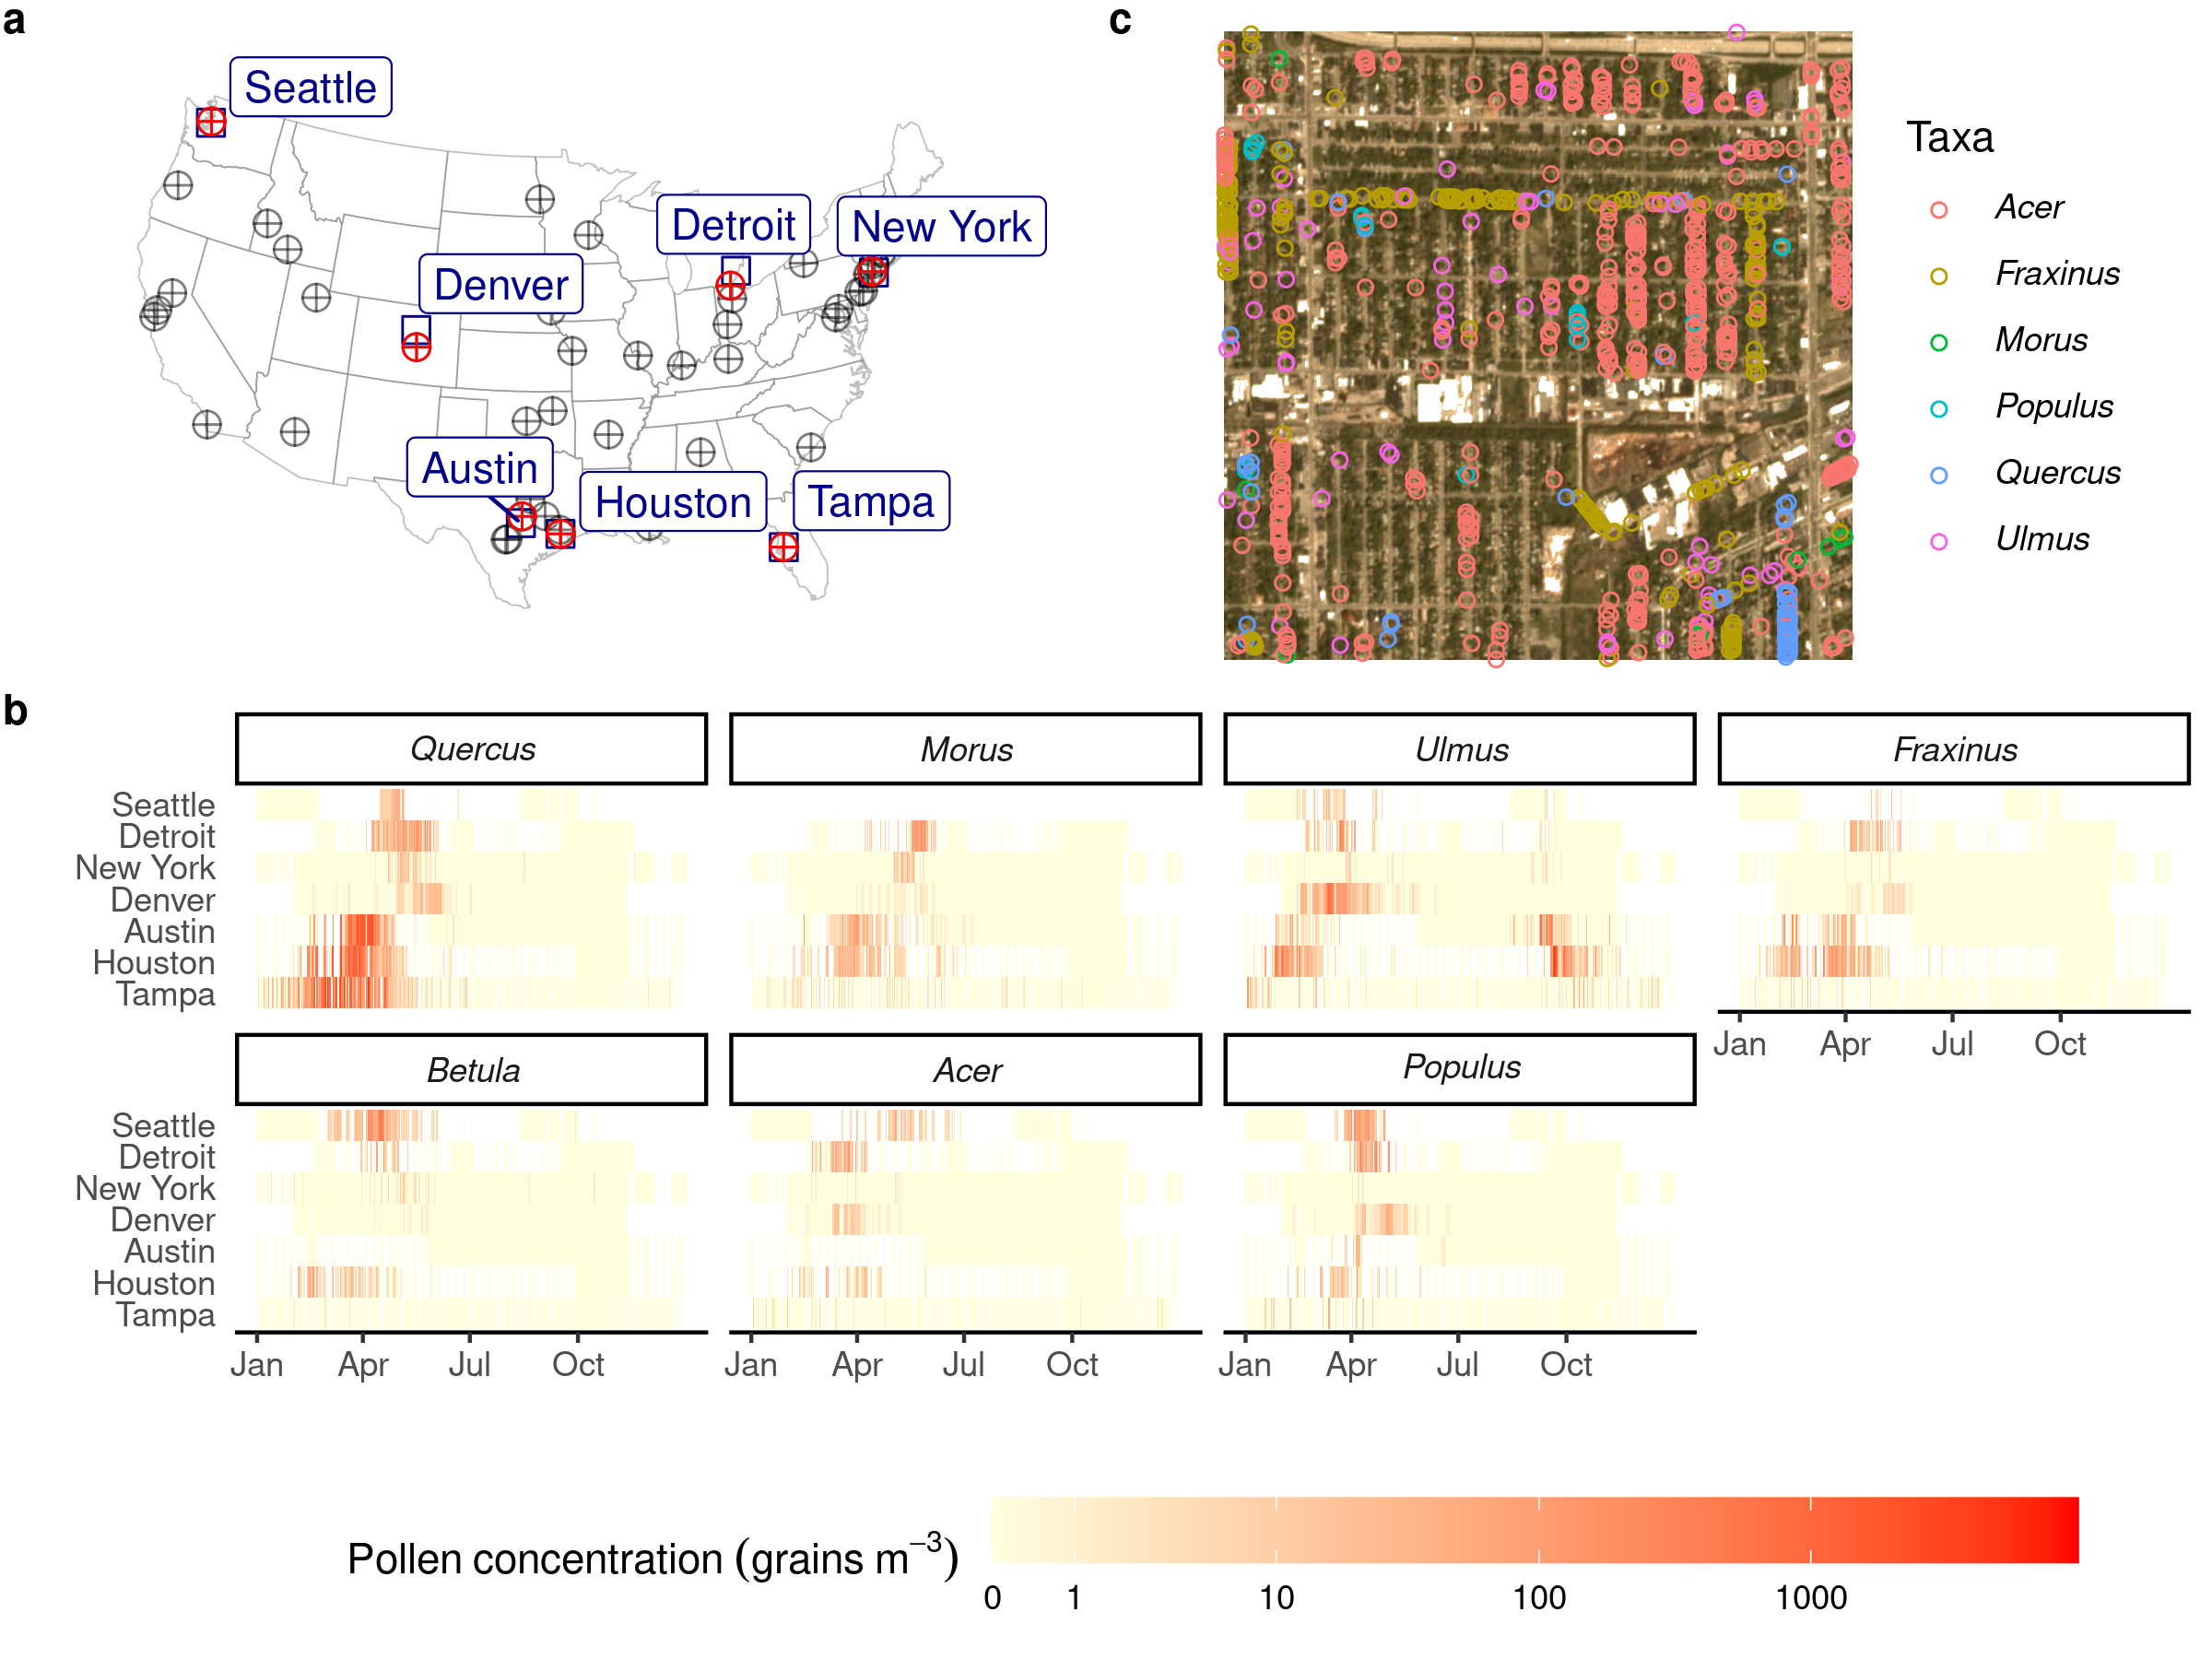 a
Seattle
Detroit
New York
Denver
Austin
Houston
Tampa
c
Taxa
Acer
Fraxinus
Morus
Populus
Quercus
Ulmus
b
Quercus
Morus
Ulmus
Fraxinus
Seattle
Detroit
New York
Denver
Austin
Houston
Tampa
Jan Apr Jul Oct
Betula
Acer
Populus
Seattle
Detroit
New York
Denver
Austin
Houston
Tampa
Jan Apr Jul Oct
Jan Apr Jul Oct
Jan Apr Jul Oct
Pollen concentration (grains m⁻³)
0 1 10 100 1000